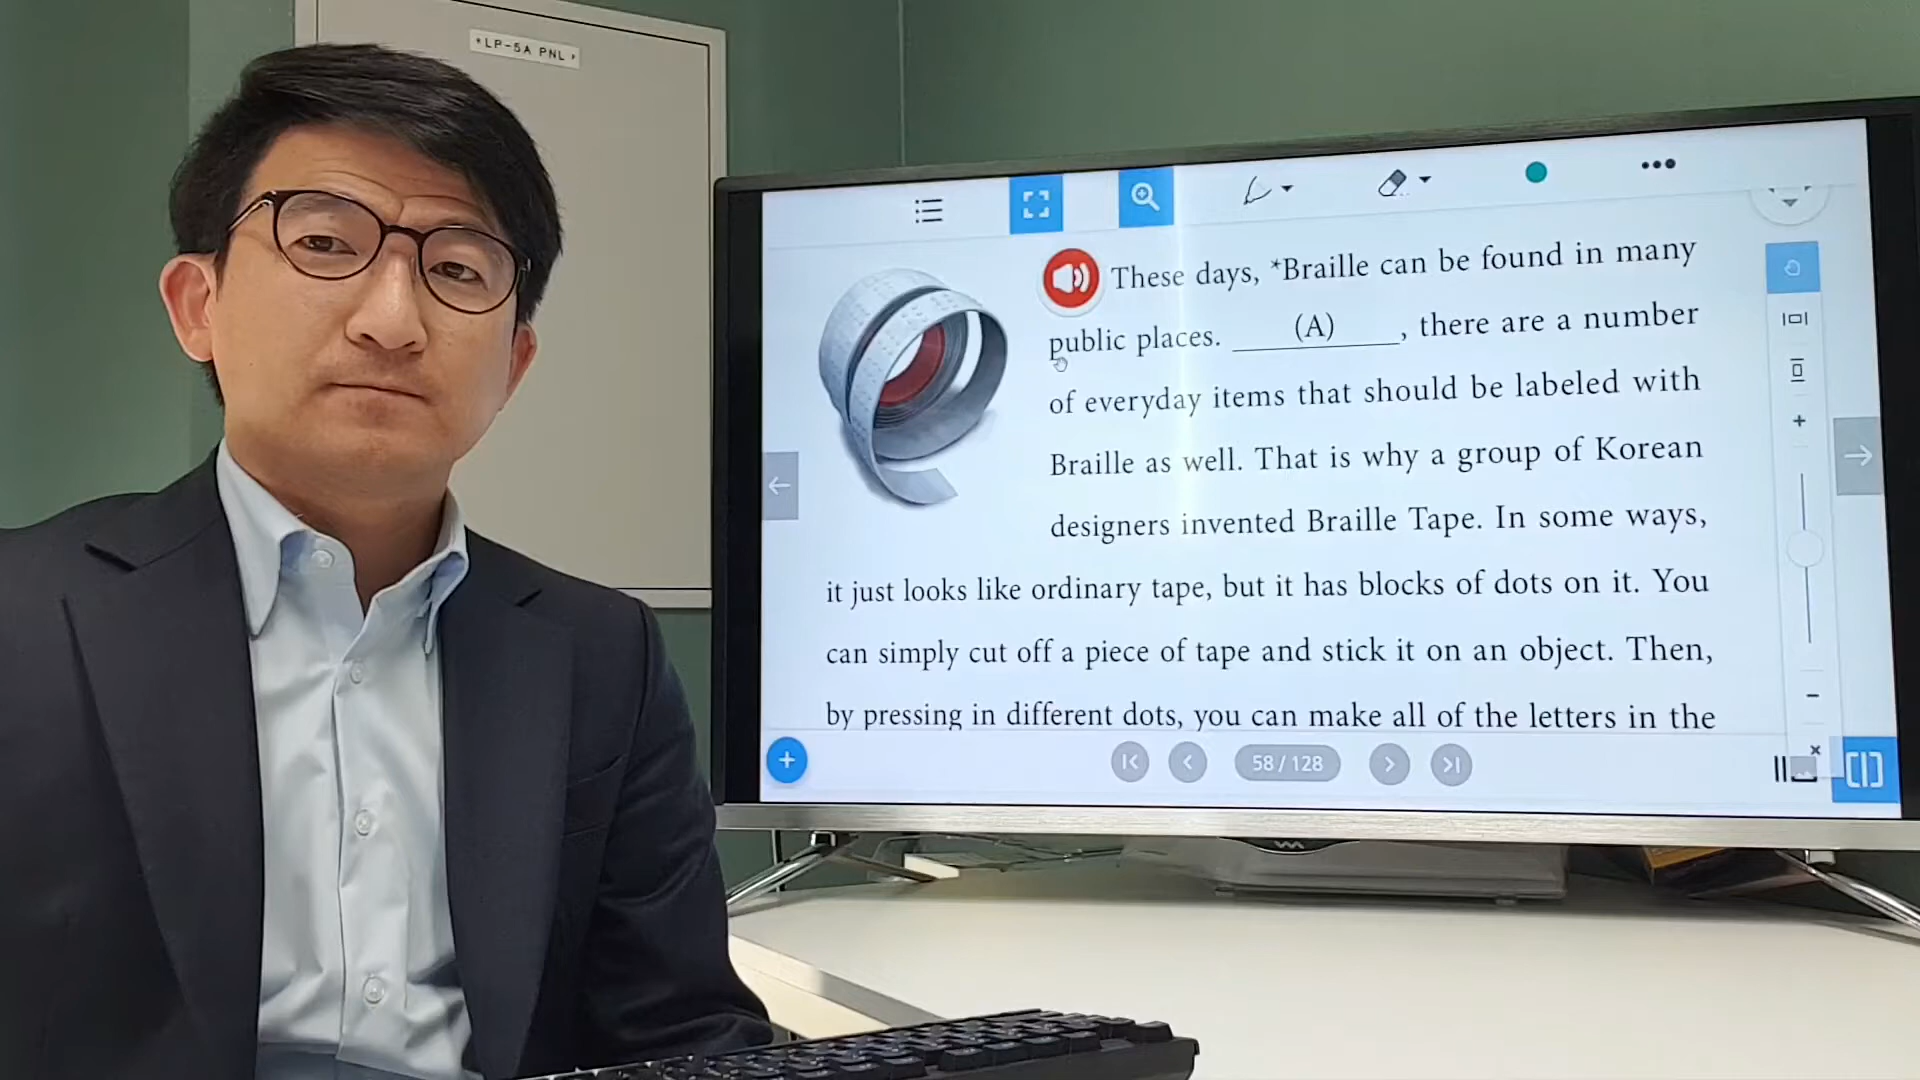 *LP-5A PNL*
These days, *Braille can be found in many
public places. (A) , there are a number
of everyday items that should be labeled with
Braille as well. That is why a group of Korean
designers invented Braille Tape. In some ways,
it just looks like ordinary tape, but it has blocks of dots on it. You
can simply cut off a piece of tape and stick it on an object. Then,
by pressing in different dots, you can make all of the letters in the
58 / 128